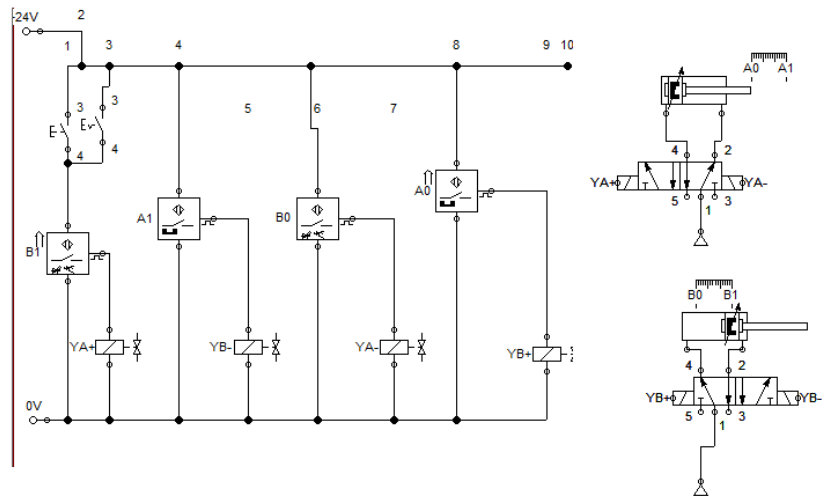 -24V
2
1
3
4
8
9
10
3
3
5
6
7
E
E
4
4
A1
B0
A0
B1
YA+
YB-
YA-
YB+
0V
A0 A1
4 2
YA+ YA-
5 1 3
B0 B1
4 2
YB+ YB-
5 1 3